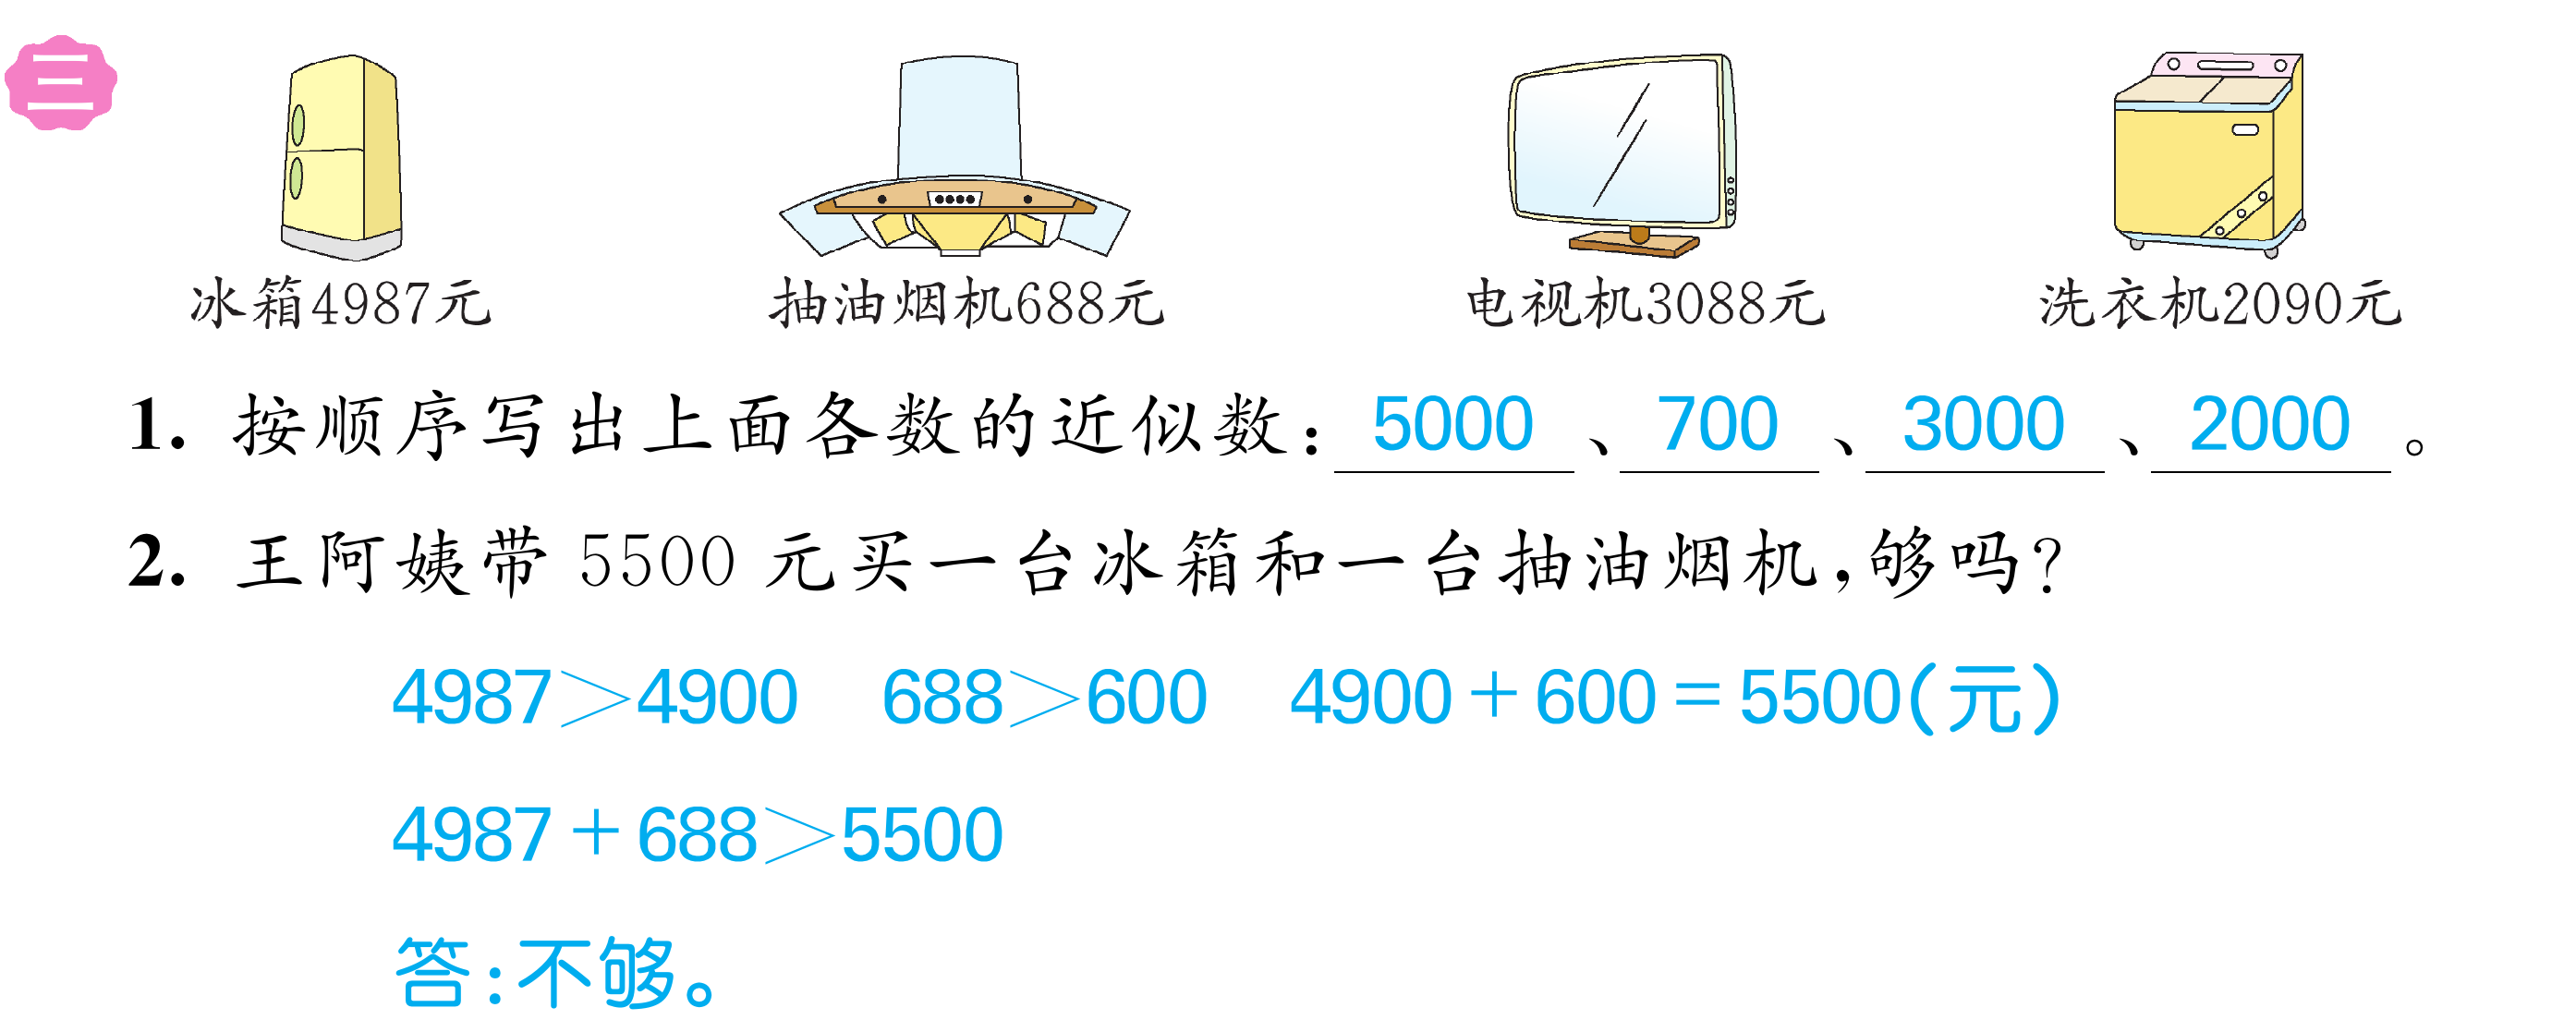 三
冰箱4987元 抽油烟机688元 电视机3088元 洗衣机2090元
1. 按顺序写出上面各数的近似数：5000、700、3000、2000。
2. 王阿姨带 5500 元买一台冰箱和一台抽油烟机,够吗?
4987＞4900 688＞600 4900＋600＝5500(元)
4987＋688＞5500
答:不够。